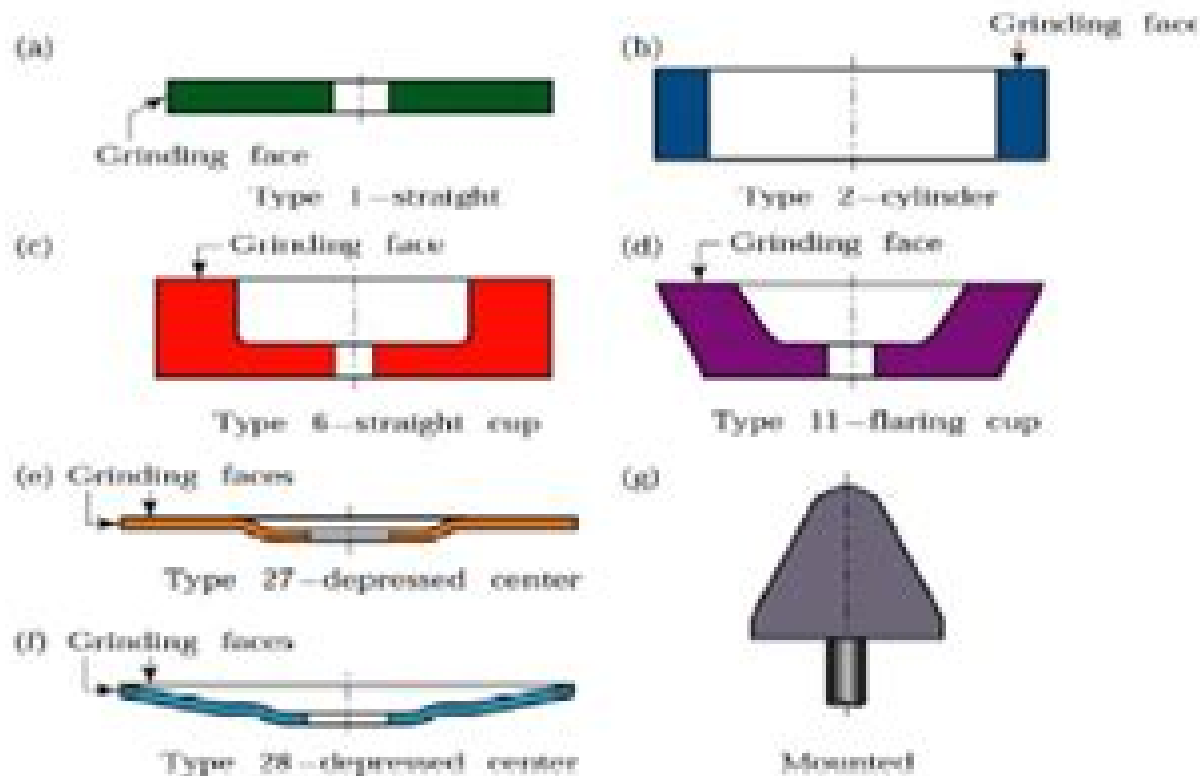 (a)
Grinding face
Type 1–straight
(b)
Grinding face
Type 2–cylinder
(c)
Grinding face
Type 6–straight cup
(d)
Grinding face
Type 11–flaring cup
(e) Grinding faces
Type 27–depressed center
(f) Grinding faces
Type 28–depressed center
(g)
Mounted